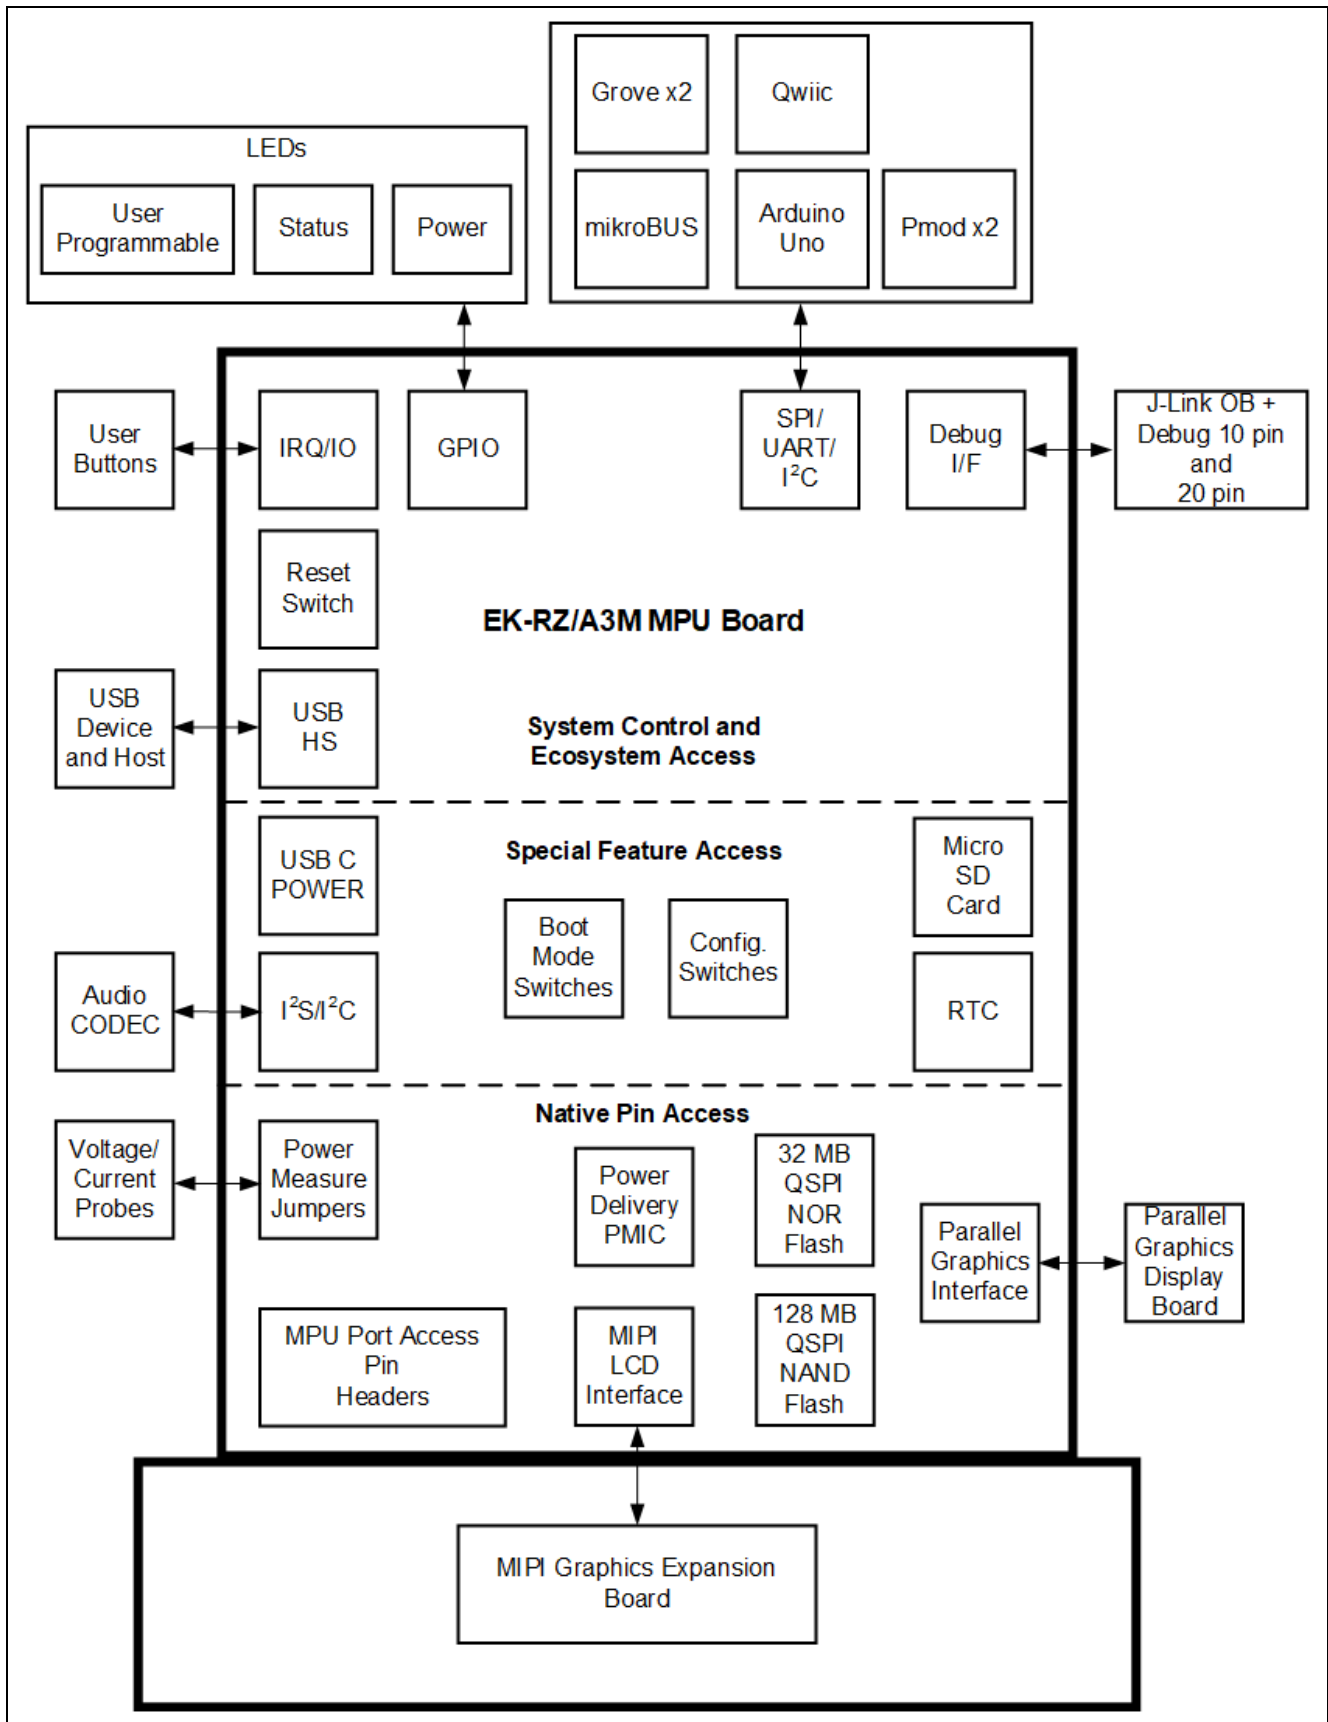 Grove x2
Qwiic
LEDs
User
Programmable
Status
Power
mikroBUS
Arduino
Uno
Pmod x2
User
Buttons
IRQ/IO
GPIO
SPI/
UART/
I²C
Debug
I/F
J-Link OB +
Debug 10 pin
and
20 pin
Reset
Switch
EK-RZ/A3M MPU Board
USB
Device
and Host
USB
HS
System Control and
Ecosystem Access
USB C
POWER
Special Feature Access
Micro
SD
Card
Boot
Mode
Switches
Config.
Switches
Audio
CODEC
I²S/I²C
RTC
Native Pin Access
Voltage/
Current
Probes
Power
Measure
Jumpers
Power
Delivery
PMIC
32 MB
QSPI
NOR
Flash
Parallel
Graphics
Interface
Parallel
Graphics
Display
Board
MPU Port Access
Pin
Headers
MIPI
LCD
Interface
128 MB
QSPI
NAND
Flash
MIPI Graphics Expansion
Board